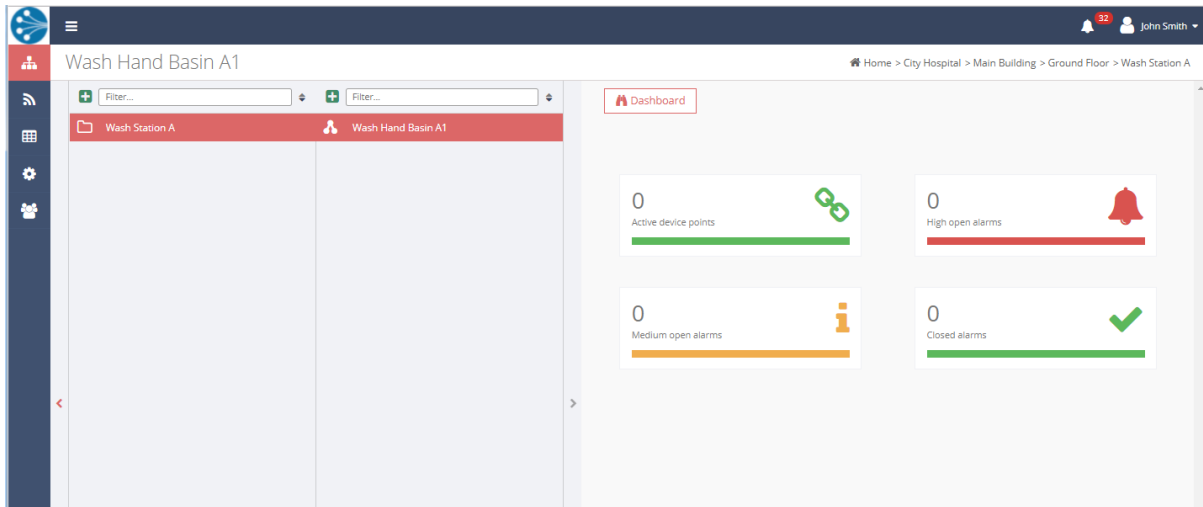 32
John Smith
Wash Hand Basin A1
Home > City Hospital > Main Building > Ground Floor > Wash Station A
Filter...
Filter...
Dashboard
Wash Station A
Wash Hand Basin A1
0
Active device points
0
High open alarms
0
Medium open alarms
0
Closed alarms